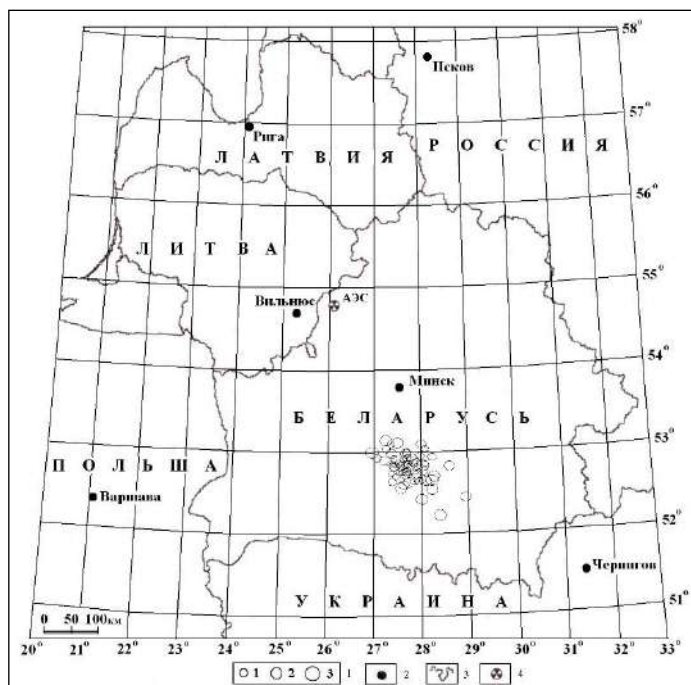 58°
Псков
57°
Рига
Л А Т В И Я
Р О С С И Я
56°
Л И Т В А
55°
Вильнюс
АЭС
54°
Минск
Б Е Л А Р У С Ь
53°
П О Л Ь Ш А
Варшава
52°
Чернигов
У К Р А И Н А
51°
0 50 100км
20° 21° 22° 23° 24° 25° 26° 27° 28° 29° 30° 31° 32° 33°
1 2 3 1 2 3 4